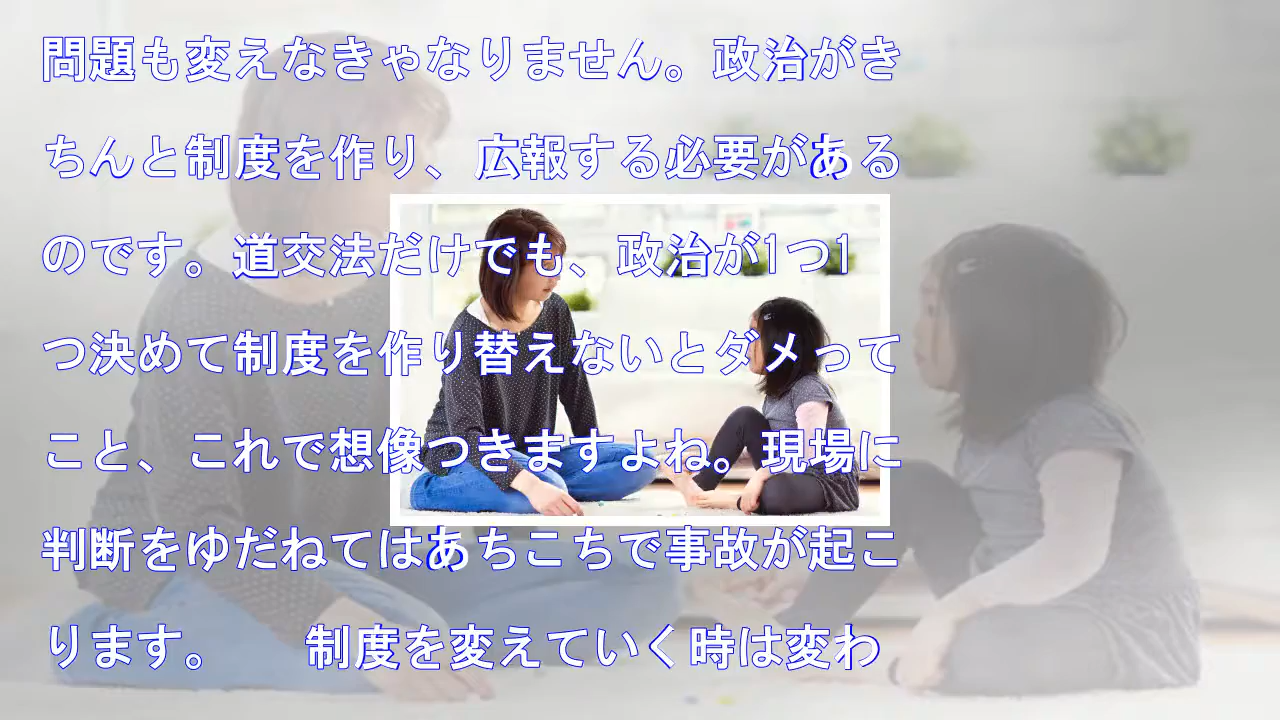 問題も変えなきゃなりません。政治がき
ちんと制度を作り、広報する必要がある
のです。道交法だけでも、政治が1つ1
つ決めて制度を作り替えないとダメって
こと、これで想像つきますよね。現場に
判断をゆだねてはあちこちで事故が起こ
ります。　　制度を変えていく時は変わ